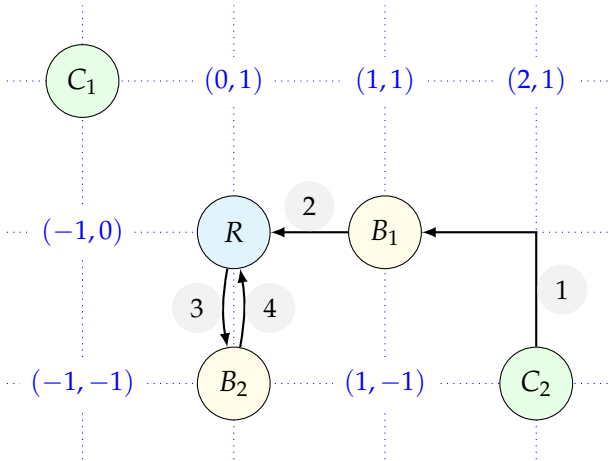 C₁ (0, 1) (1, 1) (2, 1)
2
(−1, 0) R B₁
1
3 4
(−1, −1) B₂ (1, −1) C₂